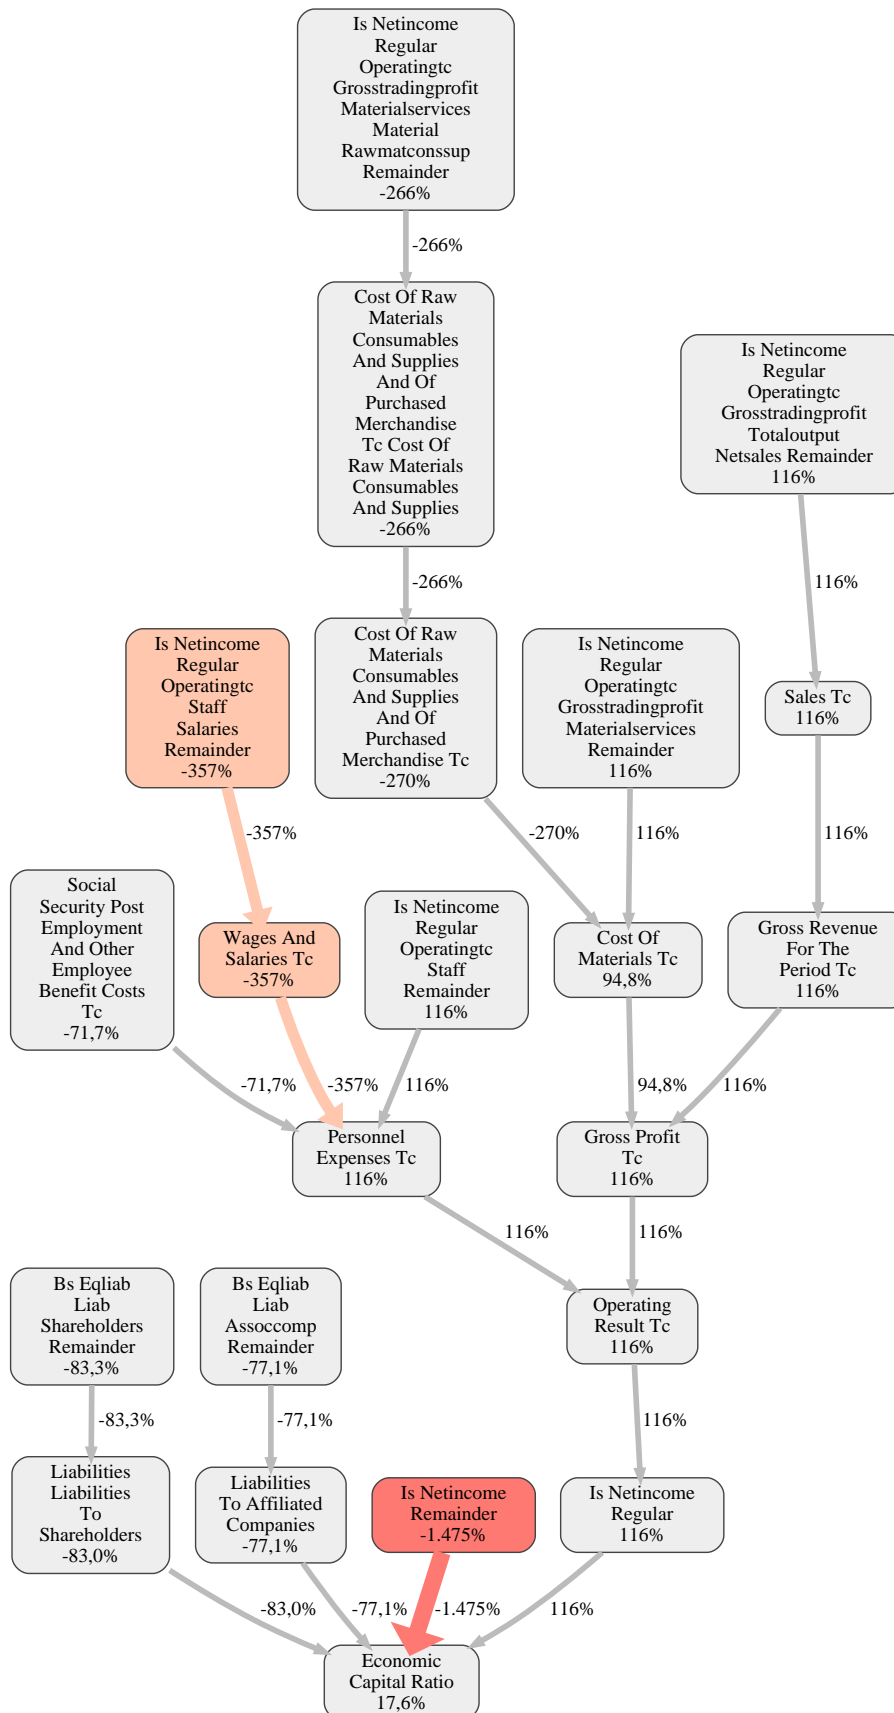 Is Netincome
Regular
Operatingtc
Grosstradingprofit
Materialservices
Material
Rawmatconssup
Remainder
-266%
-266%
Cost Of Raw
Materials
Consumables
And Supplies
And Of
Purchased
Merchandise
Tc Cost Of
Raw Materials
Consumables
And Supplies
-266%
Is Netincome
Regular
Operatingtc
Grosstradingprofit
Totaloutput
Netsales Remainder
116%
-266%
116%
Is Netincome
Regular
Operatingtc
Staff
Salaries
Remainder
-357%
Cost Of Raw
Materials
Consumables
And Supplies
And Of
Purchased
Merchandise Tc
-270%
Is Netincome
Regular
Operatingtc
Grosstradingprofit
Materialservices
Remainder
116%
Sales Tc
116%
-357%
-270%
116%
116%
Social
Security Post
Employment
And Other
Employee
Benefit Costs
Tc
-71,7%
Wages And
Salaries Tc
-357%
Is Netincome
Regular
Operatingtc
Staff
Remainder
116%
Cost Of
Materials Tc
94,8%
Gross Revenue
For The
Period Tc
116%
-71,7%
-357%
116%
94,8%
116%
Personnel
Expenses Tc
116%
Gross Profit
Tc
116%
116%
116%
Bs Eqliab
Liab
Shareholders
Remainder
-83,3%
Bs Eqliab
Liab
Assoccomp
Remainder
-77,1%
Operating
Result Tc
116%
-83,3%
-77,1%
116%
Liabilities
Liabilities
To
Shareholders
-83,0%
Liabilities
To Affiliated
Companies
-77,1%
Is Netincome
Remainder
-1.475%
Is Netincome
Regular
116%
-83,0%
-77,1%
-1.475%
116%
Economic
Capital Ratio
17,6%